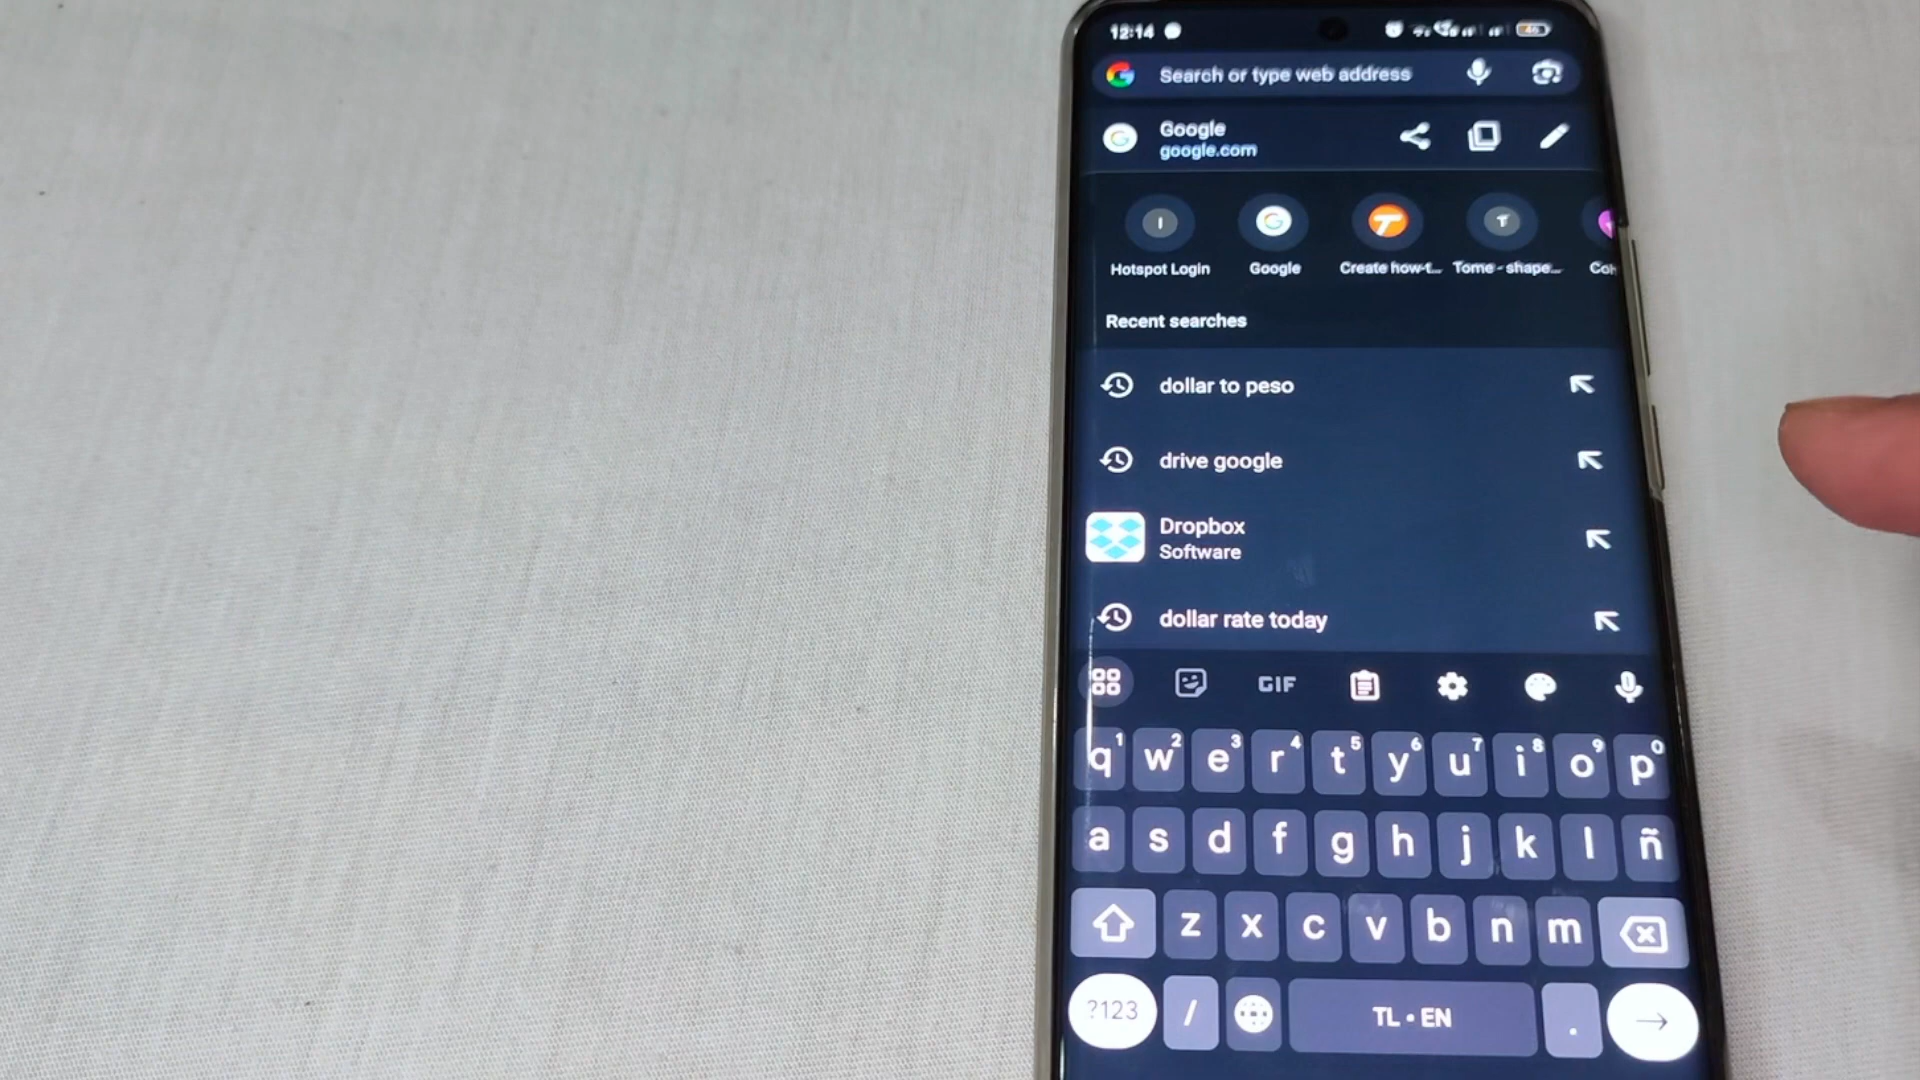 12:14
46
Search or type web address
Google
google.com
Hotspot Login
Google
Create how-t...
Tome - shape...
Recent searches
dollar to peso
drive google
Dropbox
Software
dollar rate today
GIF
q1 w2 e3 r4 t5 y6 u7 i8 o9 p0
a s d f g h j k l ñ
z x c v b n m
?123 / TL • EN .